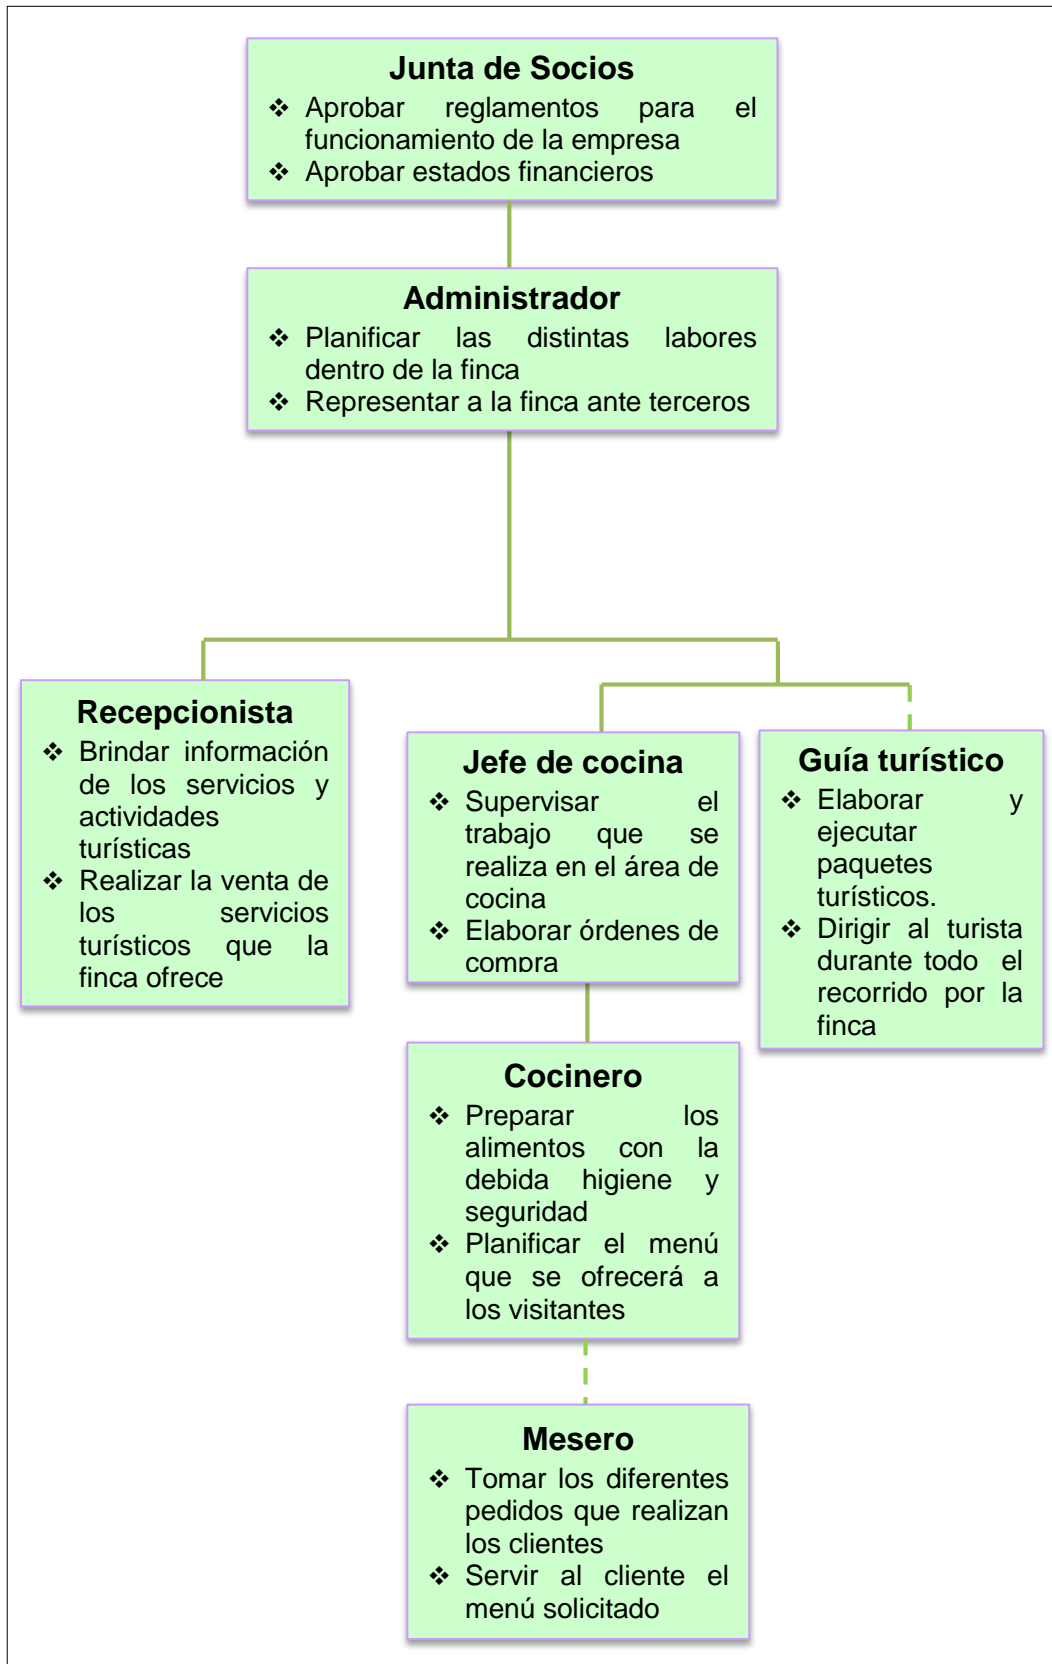 Junta de Socios
❖ Aprobar reglamentos para el
funcionamiento de la empresa
❖ Aprobar estados financieros
Administrador
❖ Planificar las distintas labores
dentro de la finca
❖ Representar a la finca ante terceros
Recepcionista
❖ Brindar información
de los servicios y
actividades
turísticas
❖ Realizar la venta de
los servicios
turísticos que la
finca ofrece
Jefe de cocina
❖ Supervisar el
trabajo que se
realiza en el área de
cocina
❖ Elaborar órdenes de
compra
Guía turístico
❖ Elaborar y
ejecutar
paquetes
turísticos.
❖ Dirigir al turista
durante todo el
recorrido por la
finca
Cocinero
❖ Preparar los
alimentos con la
debida higiene y
seguridad
❖ Planificar el menú
que se ofrecerá a
los visitantes
Mesero
❖ Tomar los diferentes
pedidos que realizan
los clientes
❖ Servir al cliente el
menú solicitado